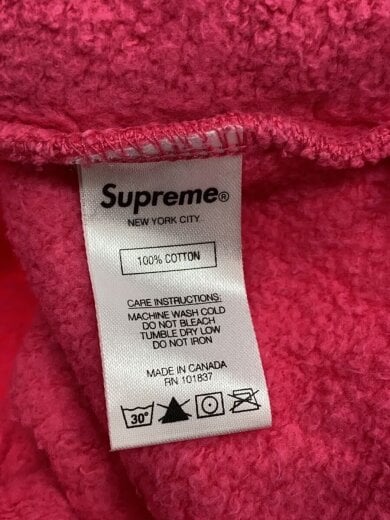 Supreme®
NEW YORK CITY
100% COTTON
CARE INSTRUCTIONS:
MACHINE WASH COLD
DO NOT BLEACH
TUMBLE DRY LOW
DO NOT IRON
MADE IN CANADA
RN 101837
30°